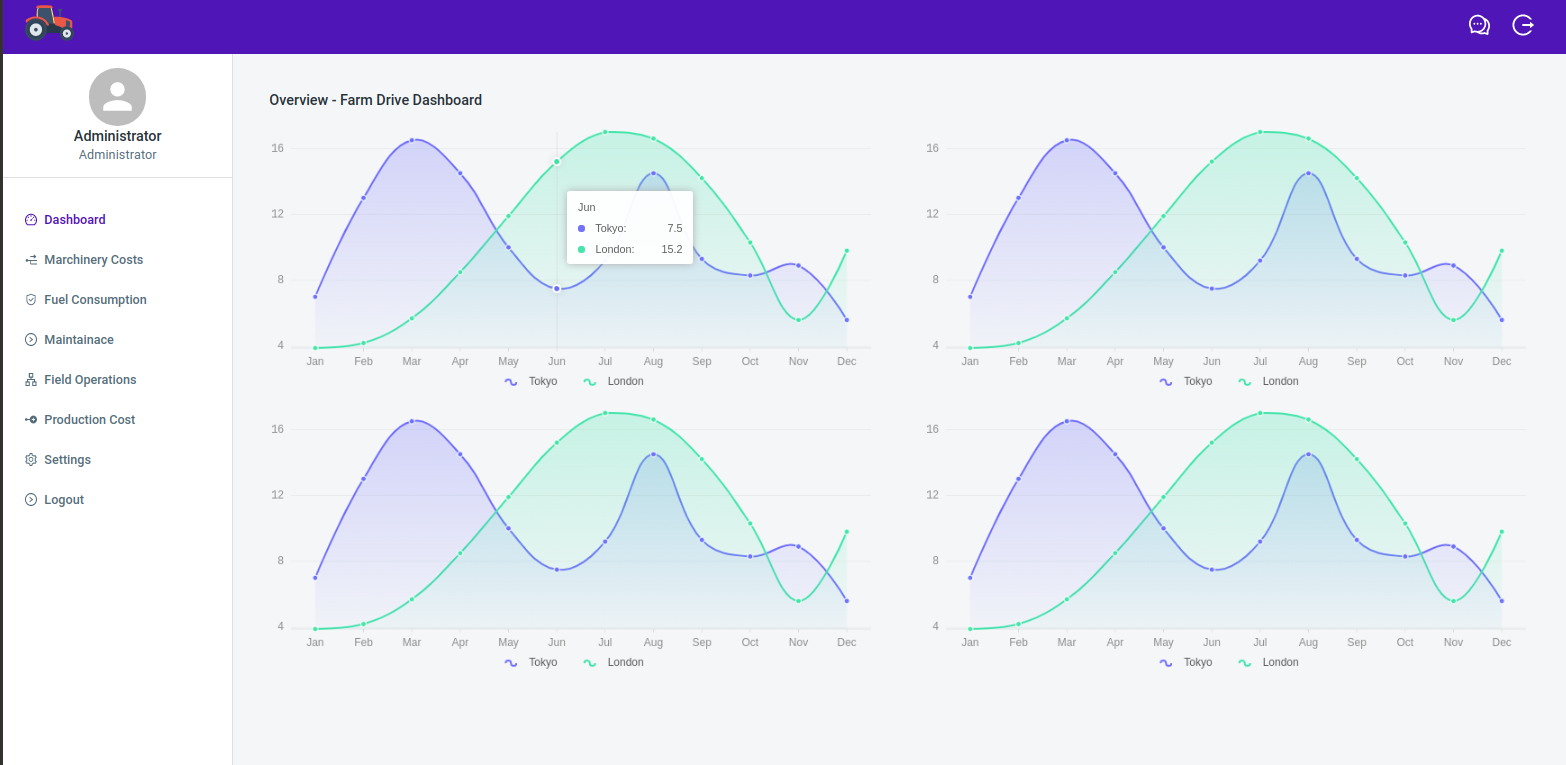 Administrator
Administrator
Dashboard
Marchinery Costs
Fuel Consumption
Maintainace
Field Operations
Production Cost
Settings
Logout
Overview - Farm Drive Dashboard
16
12
8
4
Jan Feb Mar Apr May Jun Jul Aug Sep Oct Nov Dec
Tokyo London
Jun
Tokyo: 7.5
London: 15.2
16
12
8
4
Jan Feb Mar Apr May Jun Jul Aug Sep Oct Nov Dec
Tokyo London
16
12
8
4
Jan Feb Mar Apr May Jun Jul Aug Sep Oct Nov Dec
Tokyo London
16
12
8
4
Jan Feb Mar Apr May Jun Jul Aug Sep Oct Nov Dec
Tokyo London